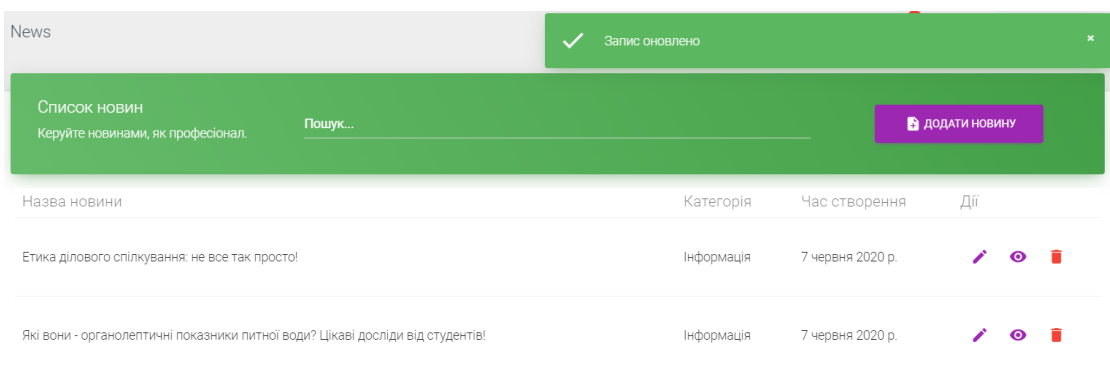 News
Запис оновлено
Список новин
Керуйте новинами, як професіонал.
Пошук...
ДОДАТИ НОВИНУ
Назва новини Категорія Час створення Дії
Етика ділового спілкування: не все так просто! Інформація 7 червня 2020 р.
Які вони - органолептичні показники питної води? Цікаві досліди від студентів! Інформація 7 червня 2020 р.